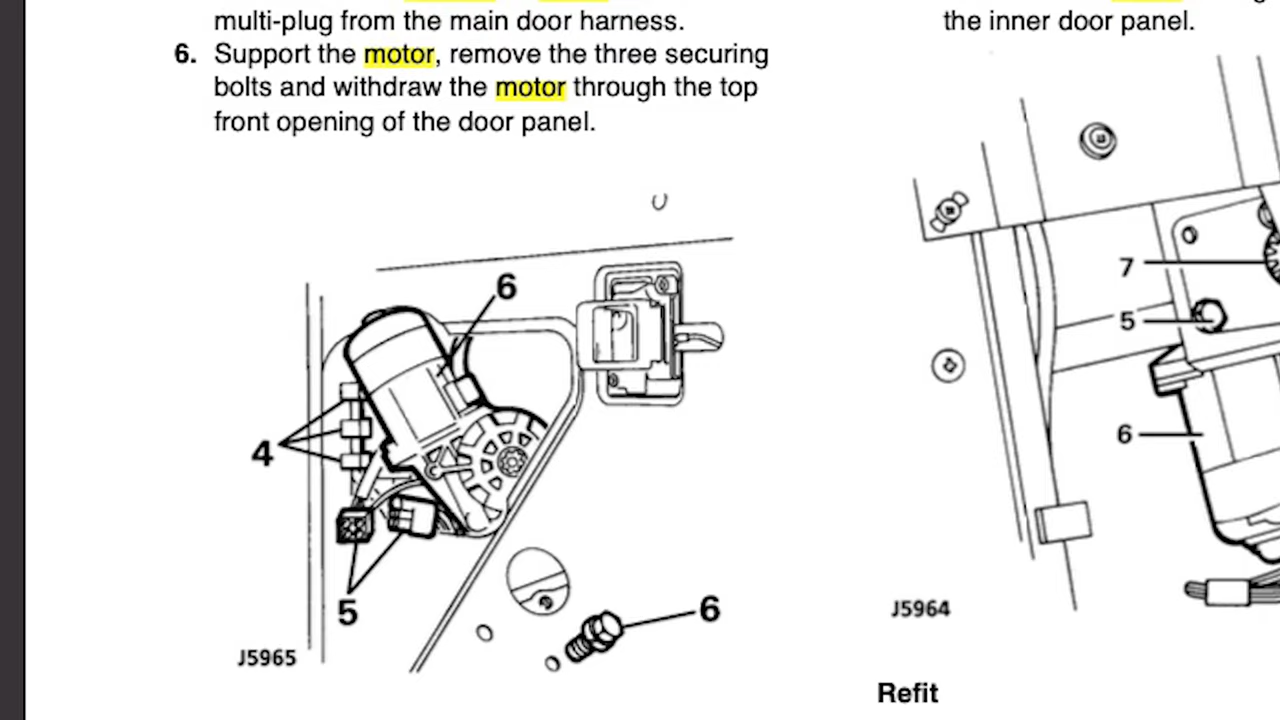 multi-plug from the main door harness.
6. Support the motor, remove the three securing
bolts and withdraw the motor through the top
front opening of the door panel.
6
4
5
6
J5965
the inner door panel.
7
5
6
J5964
Refit